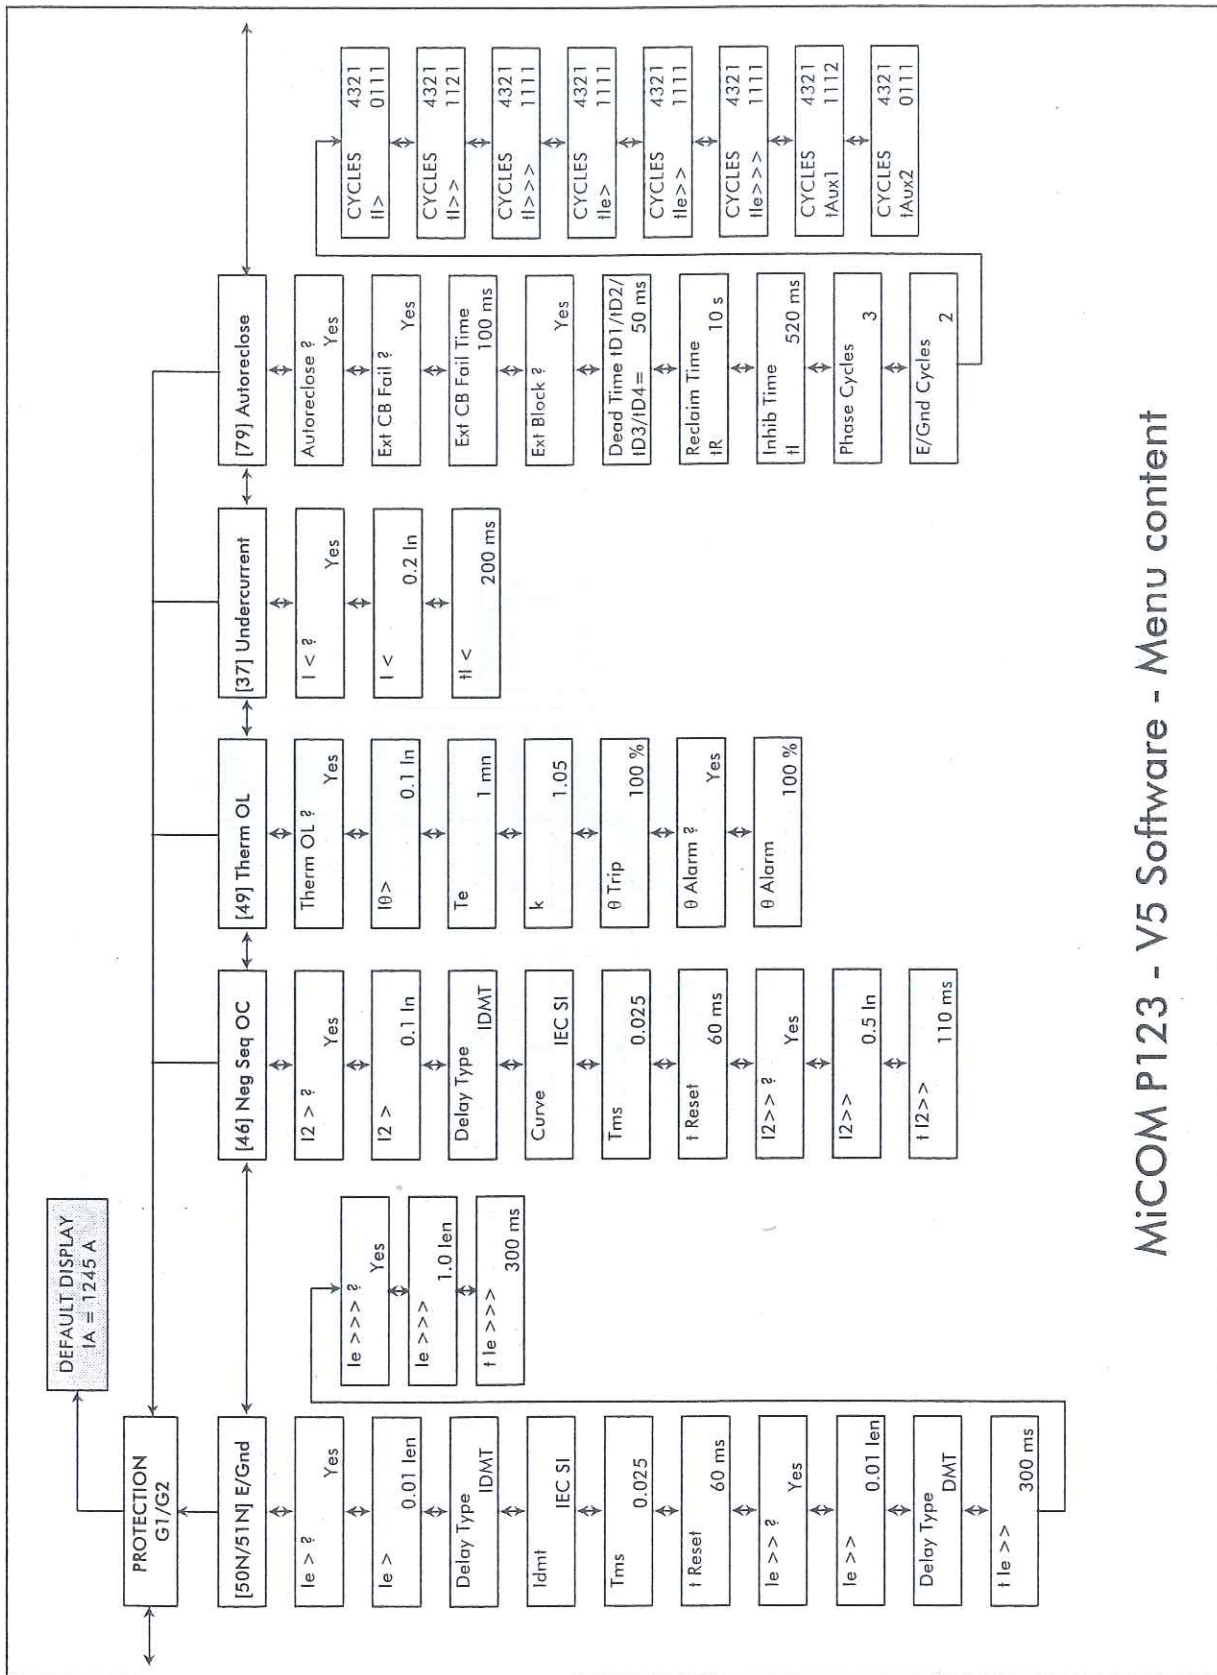 DEFAULT DISPLAY
IA = 1245 A
PROTECTION
G1/G2
[50N/51N] E/Gnd
Ie > ?
Yes
Ie >
0.01 Ien
Delay Type
IDMT
Idmt
IEC SI
Tms
0.025
t Reset
60 ms
Ie >> ?
Yes
Ie >>
0.01 Ien
Delay Type
DMT
t Ie >>
300 ms
Ie >>> ?
Yes
Ie >>>
1.0 Ien
t Ie >>>
300 ms
[46] Neg Seq OC
I2 > ?
Yes
I2 >
0.1 In
Delay Type
IDMT
Curve
IEC SI
Tms
0.025
t Reset
60 ms
I2>> ?
Yes
I2>>
0.5 In
t I2>>
110 ms
[49] Therm OL
Therm OL ?
Yes
Iθ>
0.1 In
Te
1 mn
k
1.05
θ Trip
100 %
θ Alarm ?
Yes
θ Alarm
100 %
[37] Undercurrent
I < ?
Yes
I <
0.2 In
tI <
200 ms
[79] Autoreclose
Autoreclose ?
Yes
Ext CB Fail ?
Yes
Ext CB Fail Time
100 ms
Ext Block ?
Yes
Dead Time tD1/tD2/
tD3/tD4= 50 ms
Reclaim Time
tR 10 s
Inhib Time
tI 520 ms
Phase Cycles
3
E/Gnd Cycles
2
CYCLES 4321
tI> 0111
CYCLES 4321
tI>> 1121
CYCLES 4321
tI>>> 1111
CYCLES 4321
tIe> 1111
CYCLES 4321
tIe>> 1111
CYCLES 4321
tIe>>> 1111
CYCLES 4321
tAux1 1112
CYCLES 4321
tAux2 0111
MiCOM P123 - V5 Software - Menu content